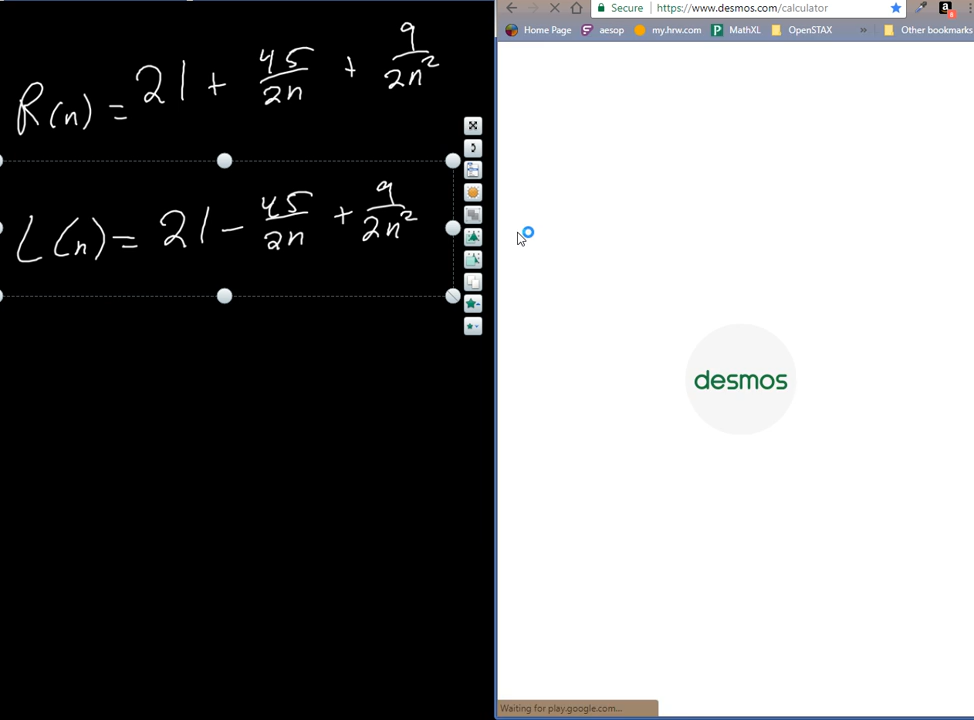 R(n) = 21 + 45/2n + 9/2n²
L(n) = 21 - 45/2n + 9/2n²
Secure https://www.desmos.com/calculator
Home Page aesop my.hrw.com MathXL OpenSTAX » Other bookmarks
desmos
Waiting for play.google.com...